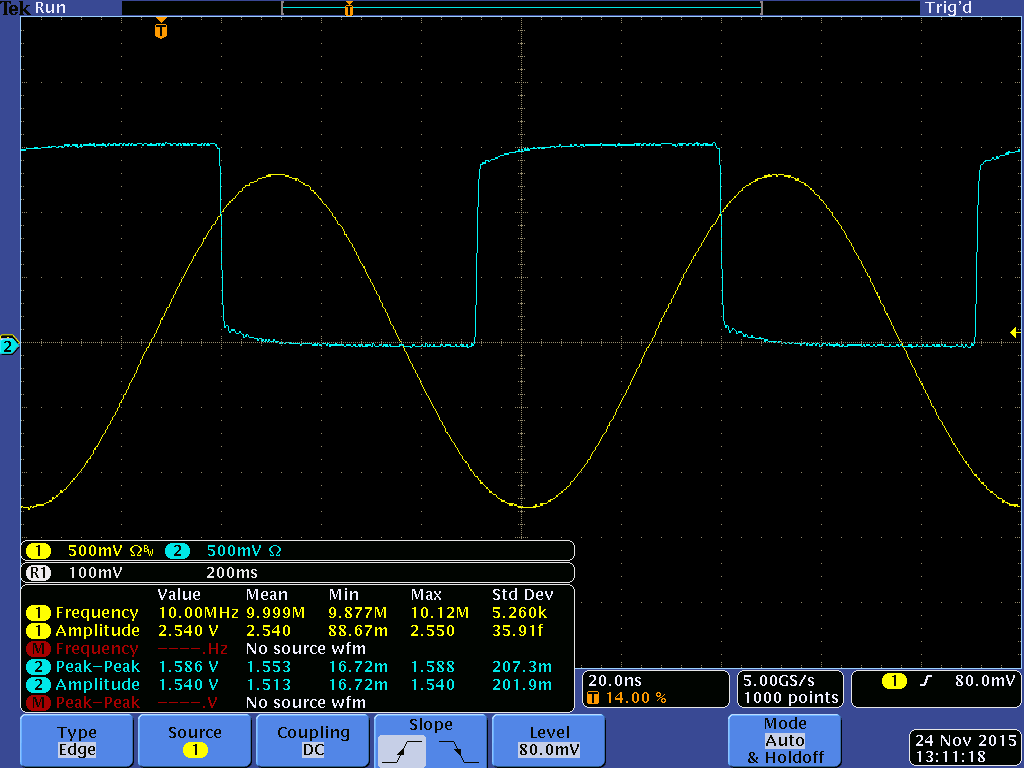 Tek Run Trig'd
T
T
2
1 500mV Ω BW 2 500mV Ω
R1 100mV 200ms
Value Mean Min Max Std Dev
1 Frequency 10.00MHz 9.999M 9.877M 10.12M 5.260k
1 Amplitude 2.540 V 2.540 88.67m 2.550 35.91f
M Frequency ----.Hz No source wfm
2 Peak-Peak 1.586 V 1.553 16.72m 1.588 207.3m
2 Amplitude 1.540 V 1.513 16.72m 1.540 201.9m
M Peak-Peak ----.V No source wfm
20.0ns
T 14.00 %
5.00GS/s
1000 points
1 80.0mV
Type
Edge
Source
1
Coupling
DC
Slope
Level
80.0mV
Mode
Auto
& Holdoff
24 Nov 2015
13:11:18